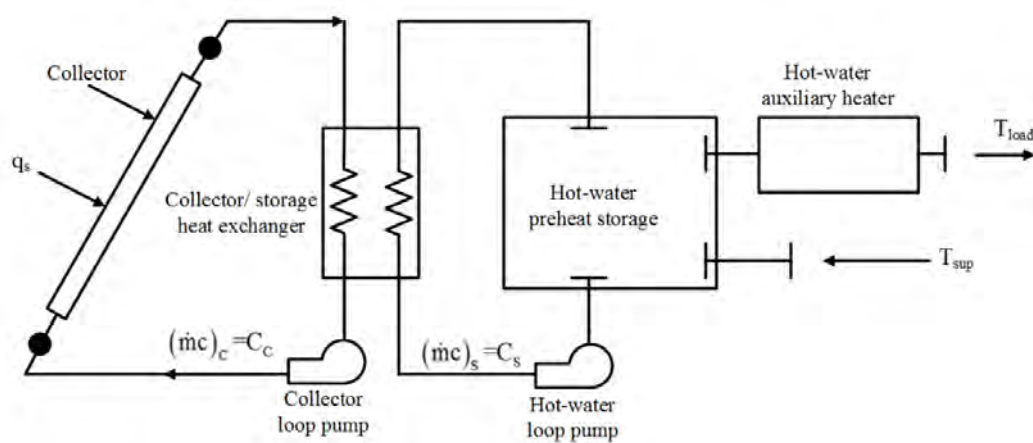 Collector
q_s
Collector/ storage
heat exchanger
(ṁc)_C=C_C
Collector
loop pump
(ṁc)_S=C_S
Hot-water
loop pump
Hot-water
preheat storage
Hot-water
auxiliary heater
T_load
T_sup